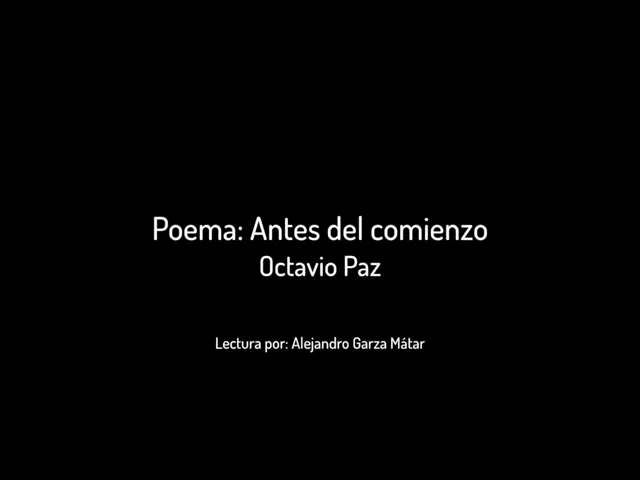 Poema: Antes del comienzo
Octavio Paz
Lectura por: Alejandro Garza Mátar